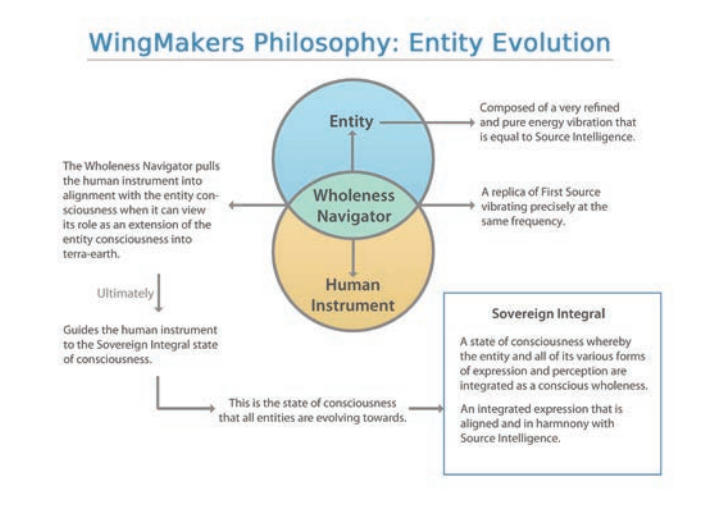 WingMakers Philosophy: Entity Evolution
Entity
Composed of a very refined
and pure energy vibration that
is equal to Source Intelligence.
The Wholeness Navigator pulls
the human instrument into
alignment with the entity con-
sciousness when it can view
its role as an extension of the
entity consciousness into
terra-earth.
Wholeness
Navigator
A replica of First Source
vibrating precisely at the
same frequency.
Human
Instrument
Ultimately
Guides the human instrument
to the Sovereign Integral state
of consciousness.
This is the state of consciousness
that all entities are evolving towards.
Sovereign Integral
A state of consciousness whereby
the entity and all of its various forms
of expression and perception are
integrated as a conscious wholeness.
An integrated expression that is
aligned and in harmnony with
Source Intelligence.